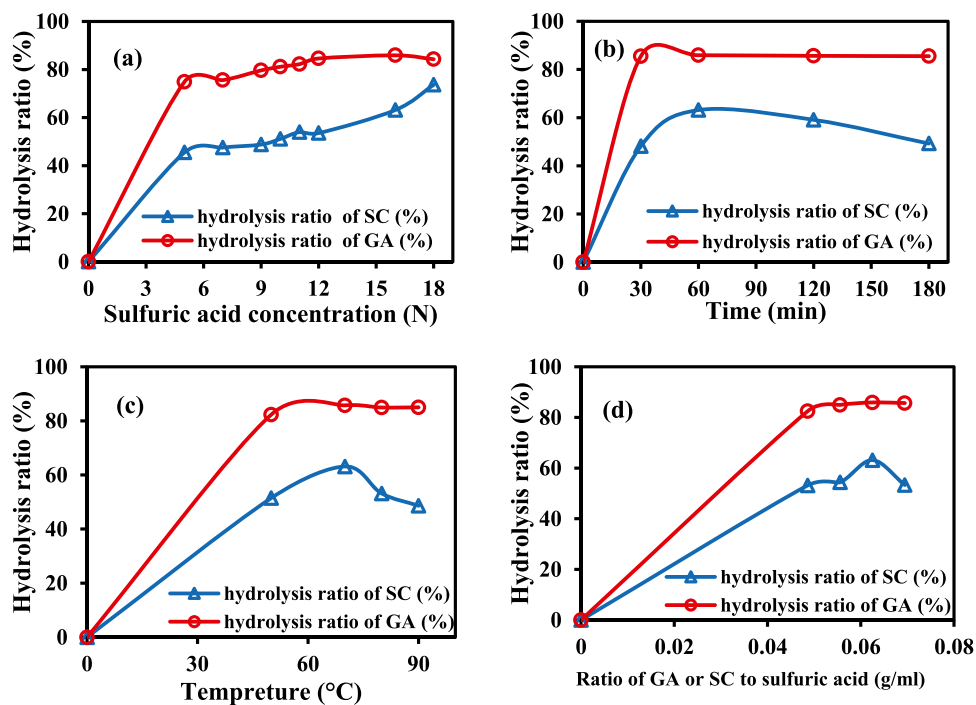 Hydrolysis ratio (%)
100
80
60
40
20
0
(a)
hydrolysis ratio of SC (%)
hydrolysis ratio of GA (%)
0 3 6 9 12 15 18
Sulfuric acid concentration (N)
Hydrolysis ratio (%)
100
80
60
40
20
0
(b)
hydrolysis ratio of SC (%)
hydrolysis ratio of GA (%)
0 30 60 90 120 150 180
Time (min)
Hydrolysis ratio (%)
100
80
60
40
20
0
(c)
hydrolysis ratio of SC (%)
hydrolysis ratio of GA (%)
0 30 60 90
Tempreture (°C)
Hydrolysis ratio (%)
100
80
60
40
20
0
(d)
hydrolysis ratio of SC (%)
hydrolysis ratio of GA (%)
0 0.02 0.04 0.06 0.08
Ratio of GA or SC to sulfuric acid (g/ml)